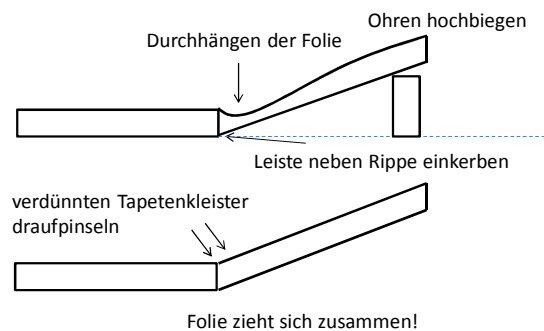 Ohren hochbiegen
Durchhängen der Folie
Leiste neben Rippe einkerben
verdünnten Tapetenkleister
draufpinseln
Folie zieht sich zusammen!